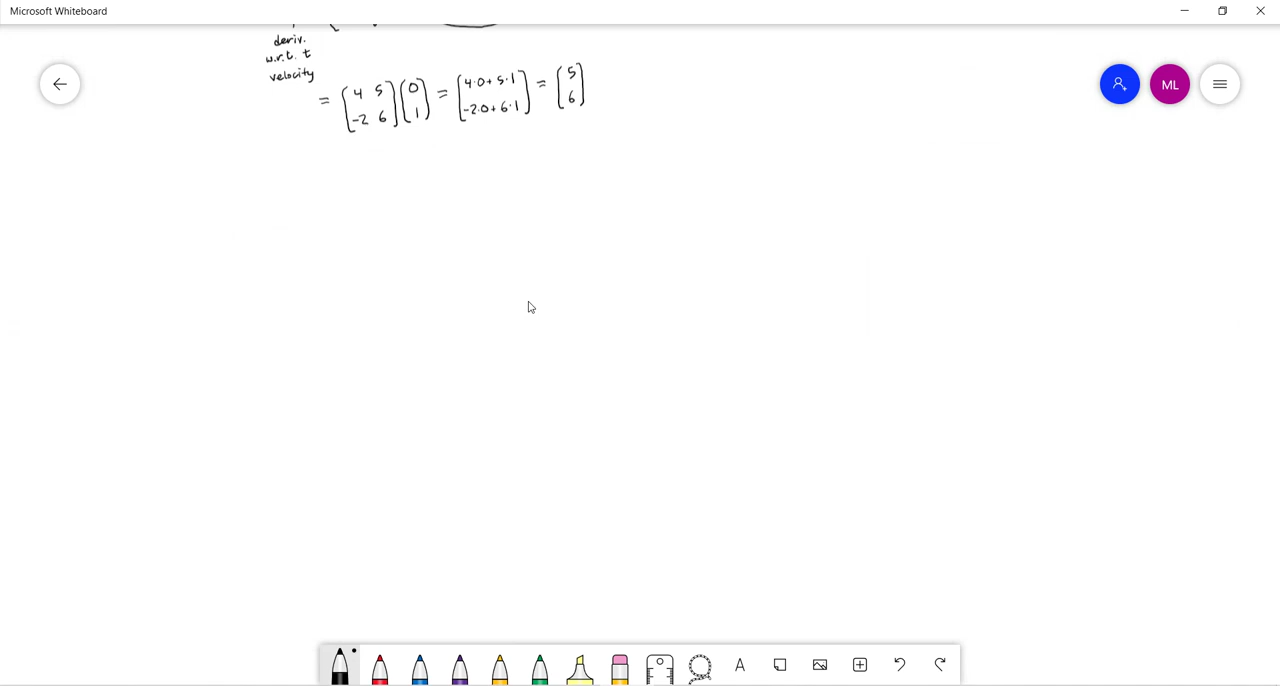 Microsoft Whiteboard
deriv.
w.r.t. t
velocity
= [4 5 -2 6] [0 1] = [4·0+5·1 -2·0+6·1] = [5 6]
ML
A